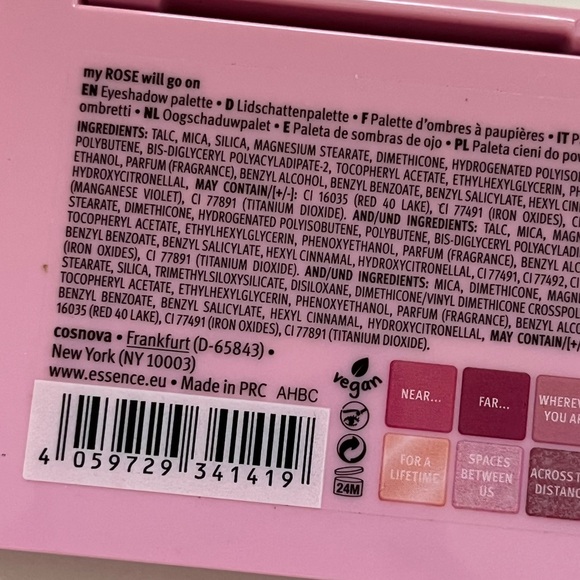 my ROSE will go on
EN Eyeshadow palette • D Lidschattenpalette • F Palette d'ombres à paupières • IT
ombretti • NL Oogschaduwpalet • E Paleta de sombras de ojo • PL Paleta cieni do
INGREDIENTS: TALC, MICA, SILICA, MAGNESIUM STEARATE, DIMETHICONE, HYDROGENATED
POLYBUTENE, BIS-DIGLYCERYL POLYACYLADIPATE-2, TOCOPHERYL ACETATE, ETHYLHEXYLGLYCERIN,
ETHANOL, PARFUM (FRAGRANCE), BENZYL ALCOHOL, BENZYL BENZOATE, BENZYL SALICYLATE, HEXYL
HYDROXYCITRONELLAL, MAY CONTAIN/[+/-]: CI 16035 (RED 40 LAKE), CI 77491 (IRON OXIDES),
(MANGANESE VIOLET), CI 77891 (TITANIUM DIOXIDE). AND/UND INGREDIENTS: TALC, MICA,
STEARATE, DIMETHICONE, HYDROGENATED POLYISOBUTENE, POLYBUTENE, BIS-DIGLYCERYL
TOCOPHERYL ACETATE, ETHYLHEXYLGLYCERIN, PHENOXYETHANOL, PARFUM (FRAGRANCE), BENZYL
BENZYL BENZOATE, BENZYL SALICYLATE, HEXYL CINNAMAL, HYDROXYCITRONELLAL, CI 77491, CI 77492,
(IRON OXIDES), CI 77891 (TITANIUM DIOXIDE). AND/UND INGREDIENTS: MICA, DIMETHICONE,
STEARATE, SILICA, TRIMETHYLSILOXYSILICATE, DISILOXANE, DIMETHICONE/VINYL DIMETHICONE
TOCOPHERYL ACETATE, ETHYLHEXYLGLYCERIN, PHENOXYETHANOL, PARFUM (FRAGRANCE), BENZYL
BENZYL BENZOATE, BENZYL SALICYLATE, HEXYL CINNAMAL, HYDROXYCITRONELLAL, MAY CONTAIN/[+/-
16035 (RED 40 LAKE), CI 77491 (IRON OXIDES), CI 77891 (TITANIUM DIOXIDE).
cosnova • Frankfurt (D-65843) •
New York (NY 10003)
www.essence.eu • Made in PRC AHBC
4 059729 341419
vegan
24M
NEAR...
FAR...
FOR A
LIFETIME
SPACES
BETWEEN
US
ACROSS